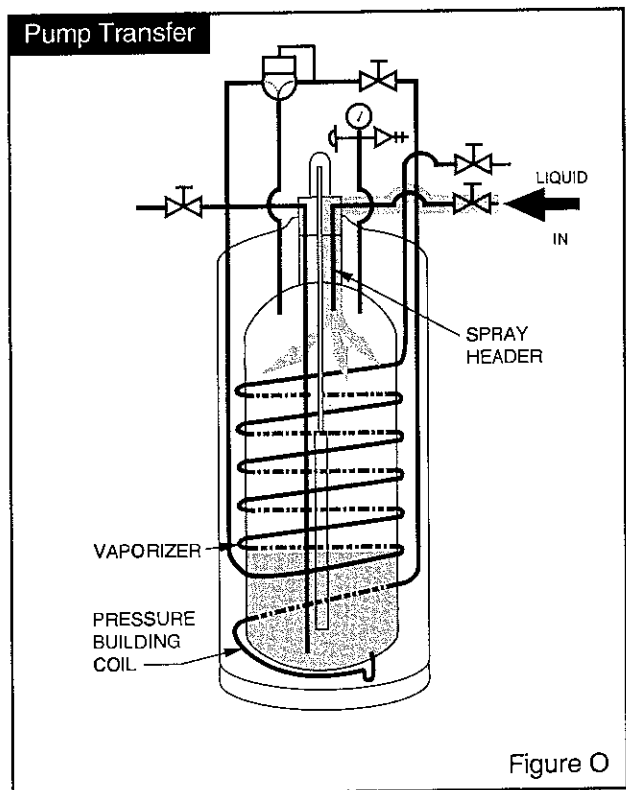 Pump Transfer
LIQUID
IN
SPRAY
HEADER
VAPORIZER
PRESSURE
BUILDING
COIL
Figure O